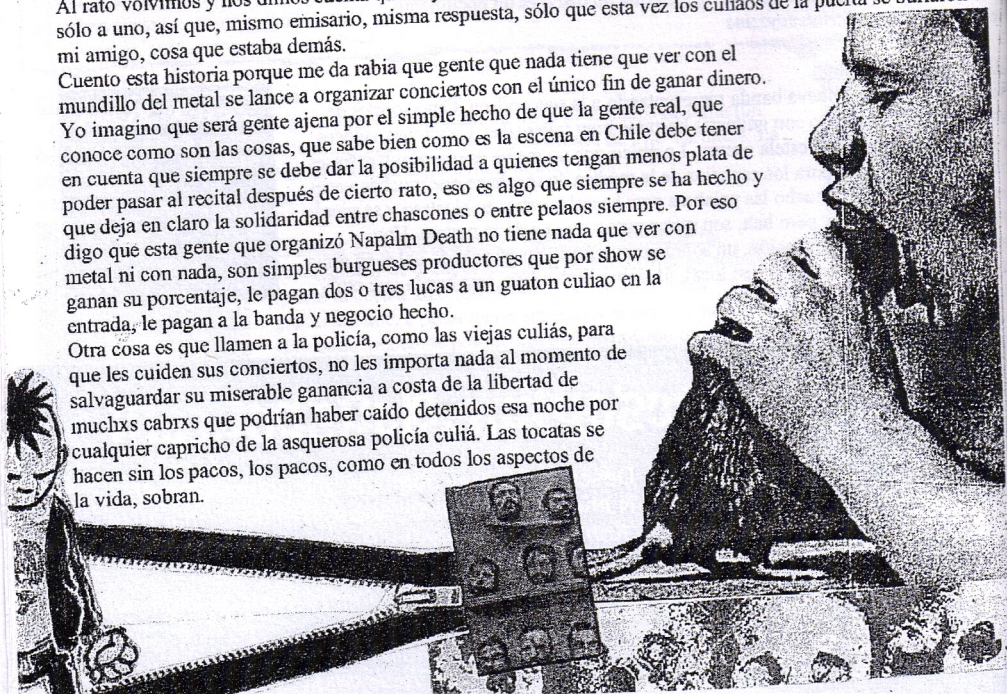 Al rato volvimos y nos dimos
sólo a uno, así que, mismo emisario, misma respuesta, sólo que esta vez los culiaos de la puerta se
mi amigo, cosa que estaba demás.
Cuento esta historia porque me da rabia que gente que nada tiene que ver con el
mundillo del metal se lance a organizar conciertos con el único fin de ganar dinero.
Yo imagino que será gente ajena por el simple hecho de que la gente real, que
conoce como son las cosas, que sabe bien como es la escena en Chile debe tener
en cuenta que siempre se debe dar la posibilidad a quienes tengan menos plata de
poder pasar al recital después de cierto rato, eso es algo que siempre se ha hecho y
que deja en claro la solidaridad entre chascones o entre pelaos siempre. Por eso
digo que esta gente que organizó Napalm Death no tiene nada que ver con
metal ni con nada, son simples burgueses productores que por show se
ganan su porcentaje, le pagan dos o tres lucas a un guaton culiao en la
entrada, le pagan a la banda y negocio hecho.
Otra cosa es que llamen a la policía, como las viejas culiás, para
que les cuiden sus conciertos, no les importa nada al momento de
salvaguardar su miserable ganancia a costa de la libertad de
muchxs cabrxs que podrían haber caído detenidos esa noche por
cualquier capricho de la asquerosa policía culiá. Las tocatas se
hacen sin los pacos, los pacos, como en todos los aspectos de
la vida, sobran.